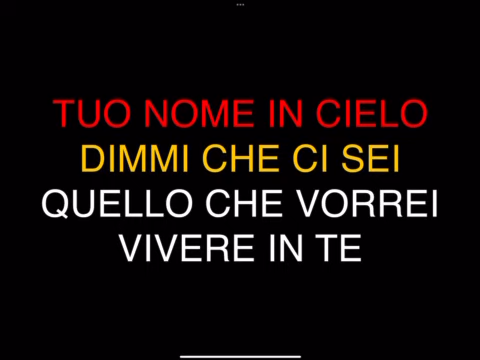 TUO NOME IN CIELO
DIMMI CHE CI SEI
QUELLO CHE VORREI
VIVERE IN TE